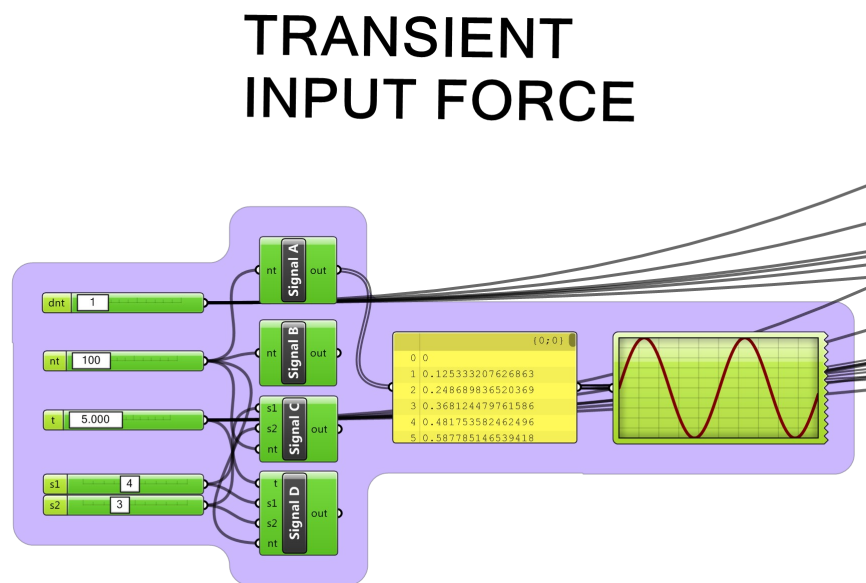 TRANSIENT
INPUT FORCE
dnt 1
nt 100
t 5.000
s1 4
s2 3
nt Signal A out
nt Signal B out
s1
s2
nt
Signal C out
t
s1
s2
nt
Signal D out
{0;0}
0 0
1 0.125333207626863
2 0.248689836520369
3 0.368124479761586
4 0.481753582462496
5 0.587785146539418